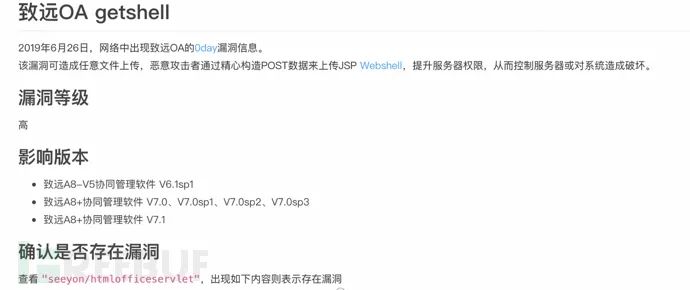 致远OA getshell
2019年6月26日，网络中出现致远OA的0day漏洞信息。
该漏洞可造成任意文件上传，恶意攻击者通过精心构造POST数据来上传JSP Webshell，提升服务器权限，从而控制服务器或对系统造成破坏。
漏洞等级
高
影响版本
致远A8-V5协同管理软件 V6.1sp1
致远A8+协同管理软件 V7.0、V7.0sp1、V7.0sp2、V7.0sp3
致远A8+协同管理软件 V7.1
确认是否存在漏洞
REEBUF
查看 "seeyon/htmlofficeservlet"，出现如下内容则表示存在漏洞